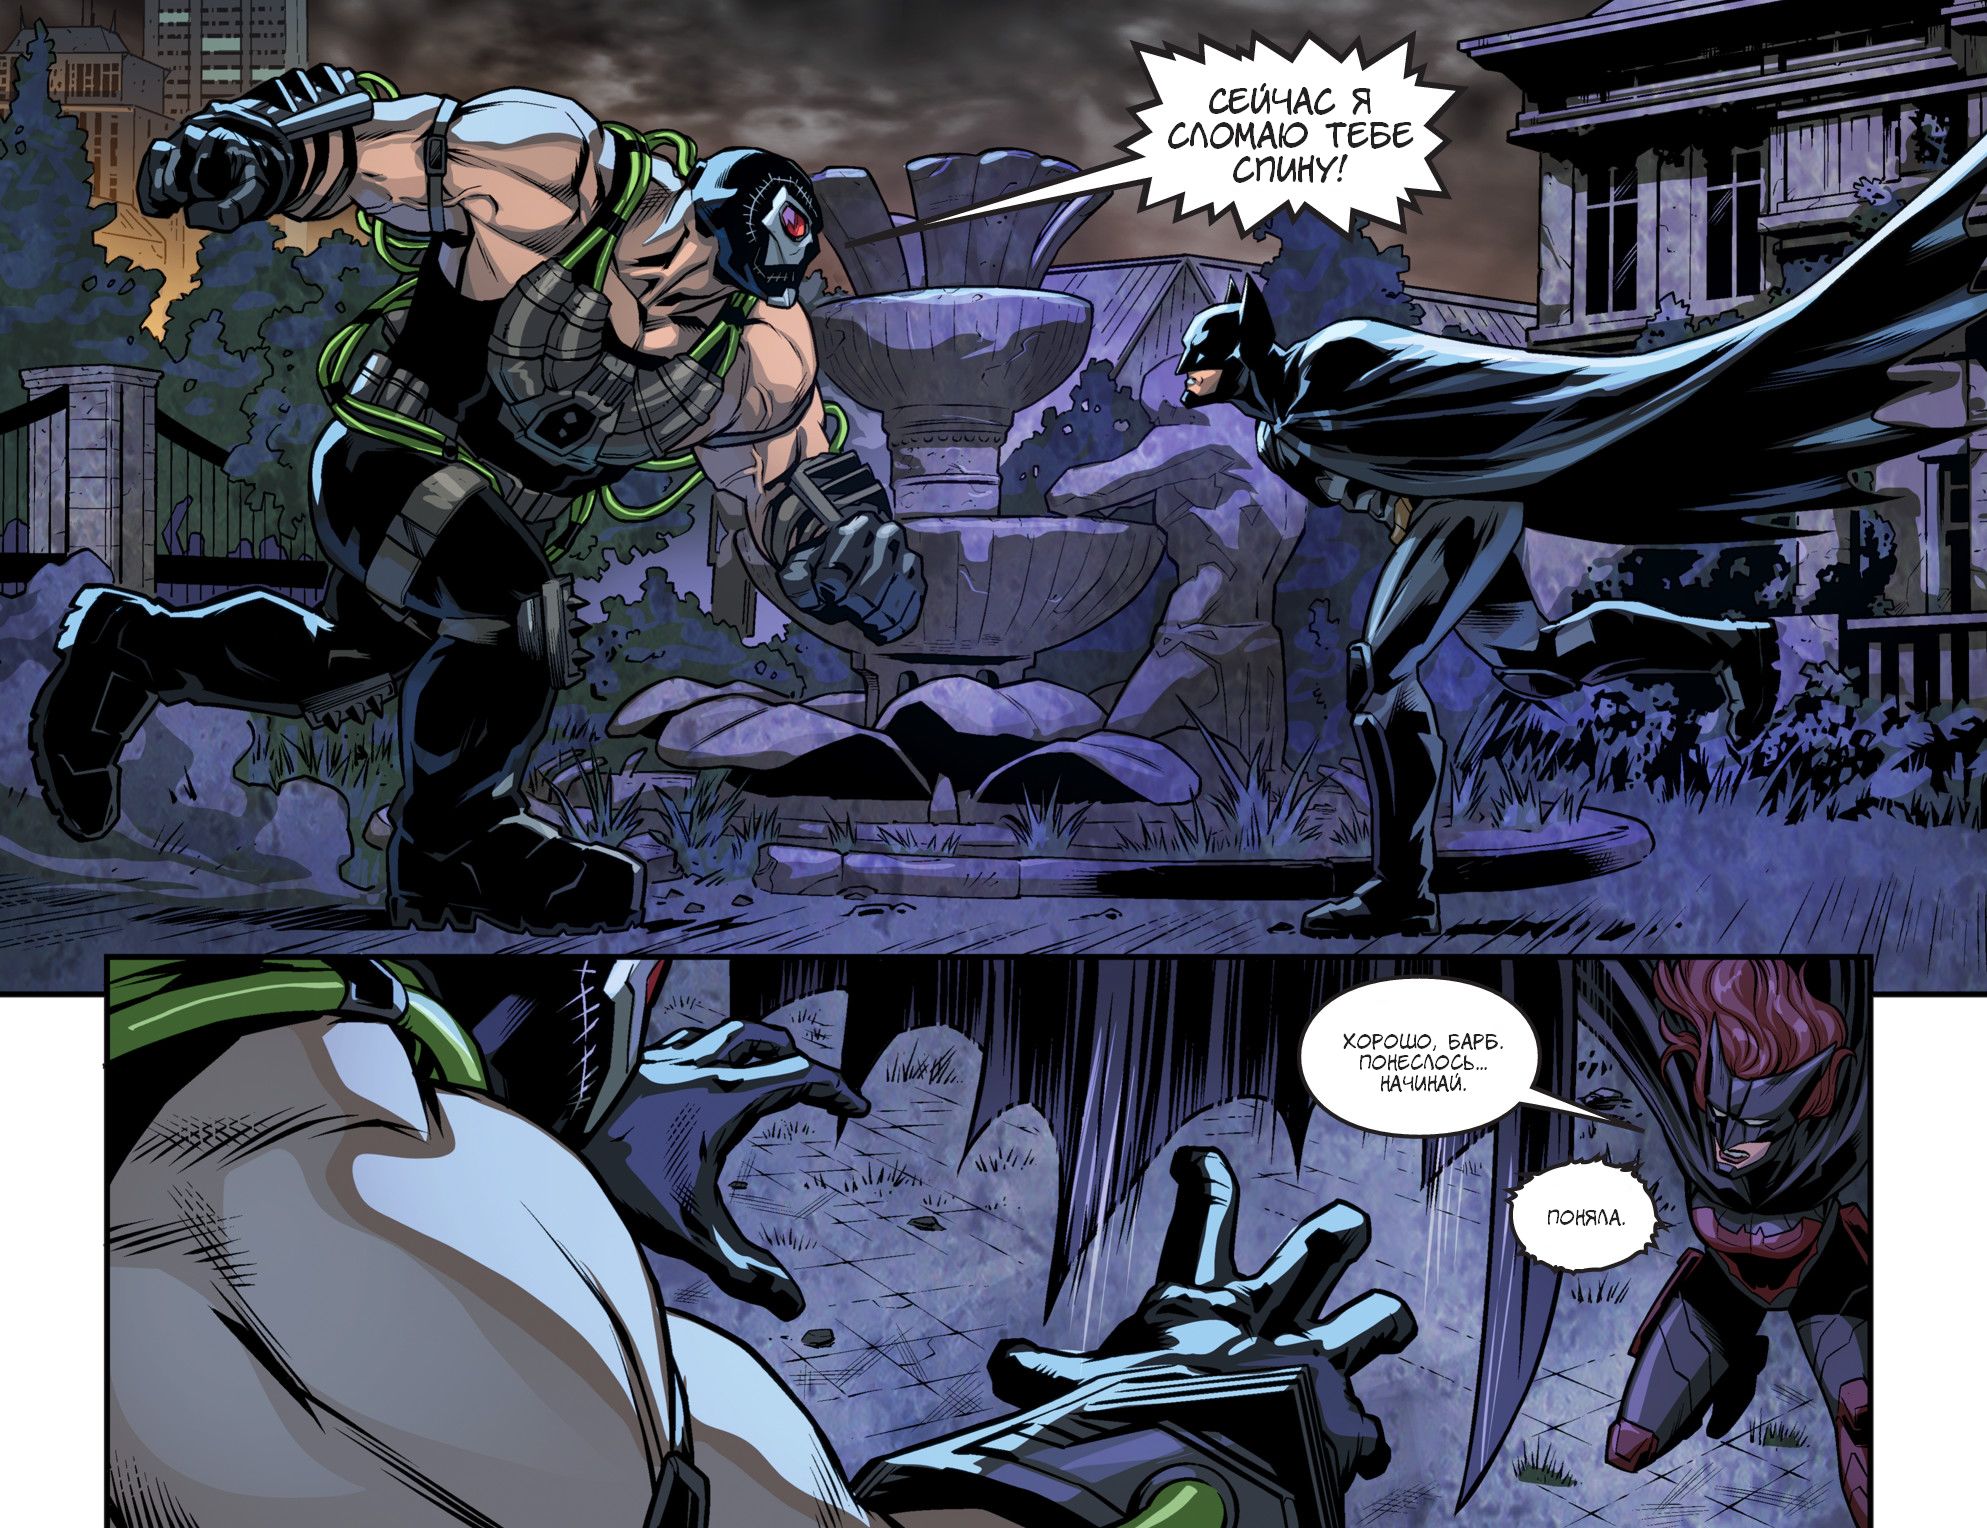 СЕЙЧАС Я
СЛОМАЮ ТЕБЕ
СПИНУ!
ХОРОШО, БАРБ.
ПОНЕСЛОСЬ...
НАЧИНАЙ.
ПОНЯЛА.